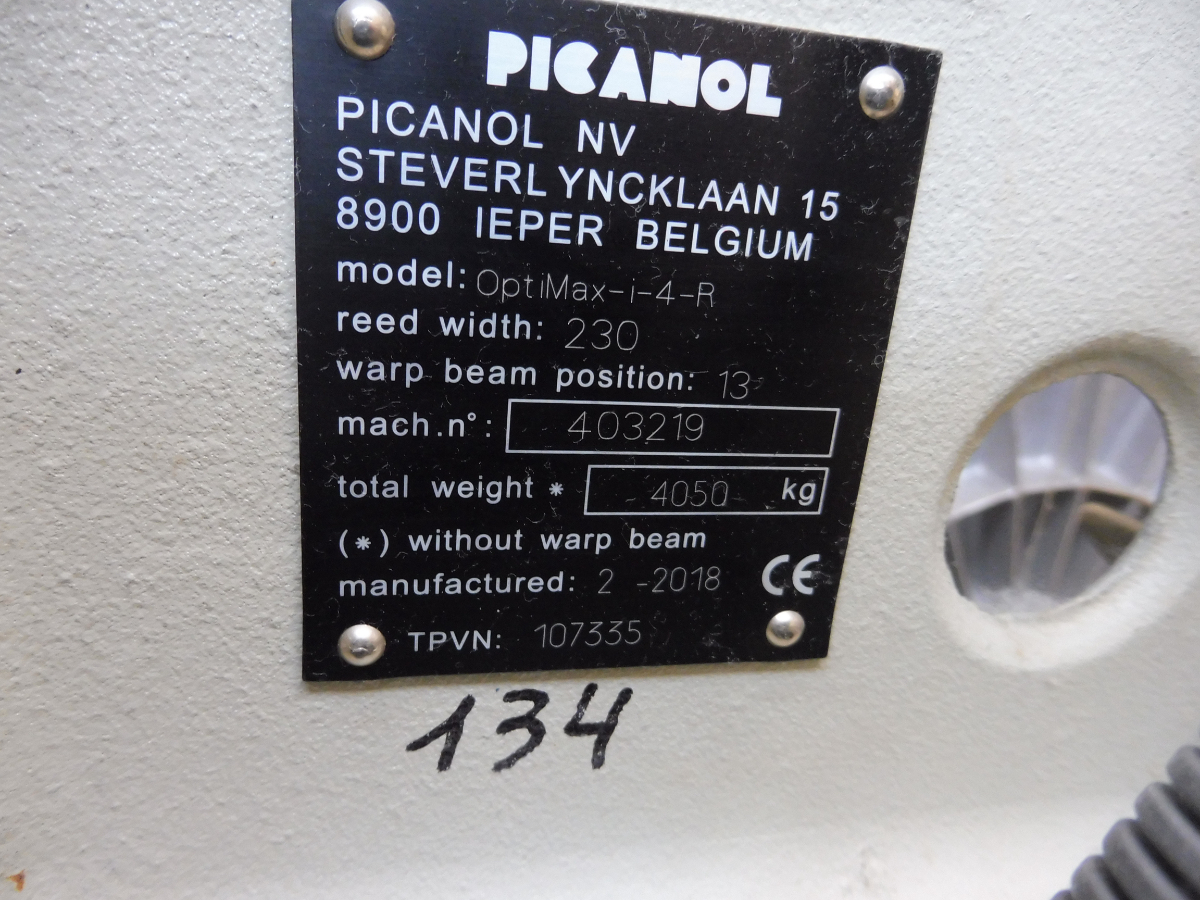 PICANOL
PICANOL NV
STEVERLYNCKLAAN 15
8900 IEPER BELGIUM
model: OptiMax-i-4-R
reed width: 230
warp beam position: 13
mach.n°: 403219
total weight * 4050 kg
(*) without warp beam
manufactured: 2 -2018 CE
TPVN: 107335
134